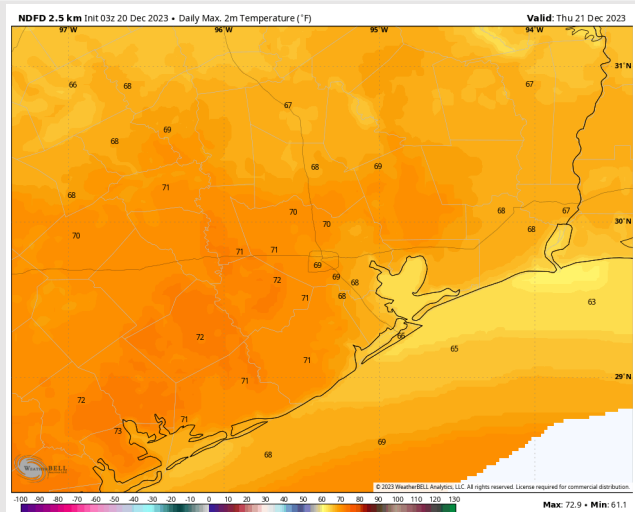 NDFD 2.5 km Init 03z 20 Dec 2023 • Daily Max. 2m Temperature (°F) Valid: Thu 21 Dec 2023
97°W 96°W 95°W 94°W
31°N
66 68 67
67
69
68
68 69
71
68
70 68 67
30°N
70
68
70
71 71
69
69
72 68
71 68
63
72 66
65
71
29°N
71
72
71
73
69
68
WeatherBELL
© 2023 WeatherBELL Analytics, LLC. All rights reserved. License required for commercial distribution.
-100 -90 -80 -70 -60 -50 -40 -30 -20 -10 0 10 20 30 40 50 60 70 80 90 100 110 120 130
Max: 72.9 • Min: 61.1